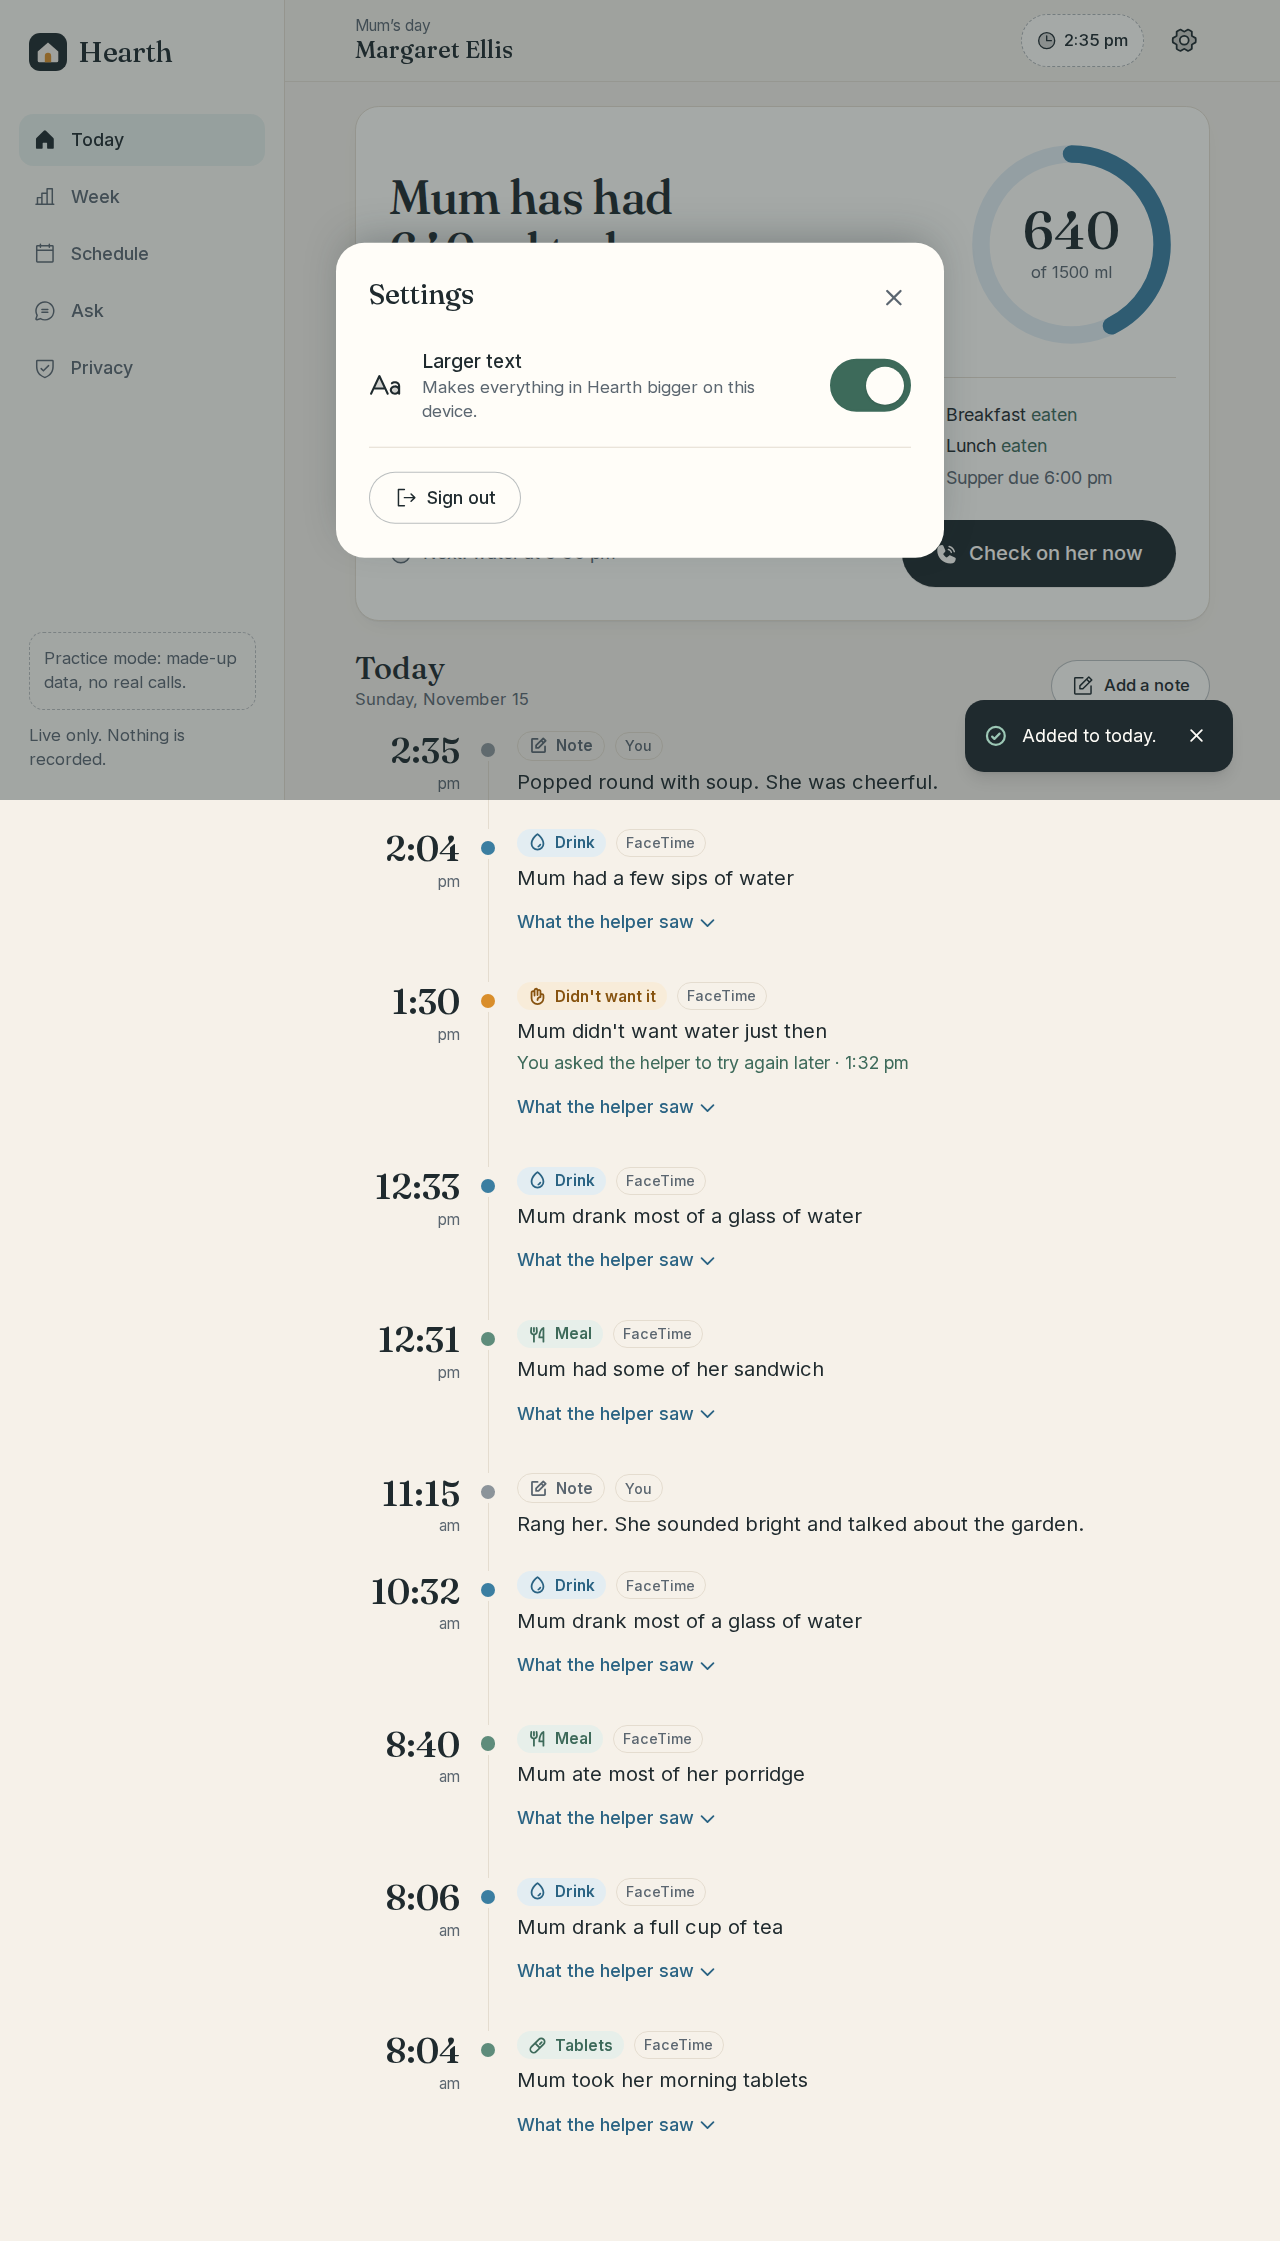 Hearth
Today
Week
Schedule
Ask
Privacy
Practice mode: made-up
data, no real calls.
Live only. Nothing is
recorded.
Mum's day
Margaret Ellis
2:35 pm
Mum has had
640
of 1500 ml
Settings
Larger text
Makes everything in Hearth bigger on this
device.
Sign out
Breakfast eaten
Lunch eaten
Supper due 6:00 pm
Check on her now
Today
Sunday, November 15
Add a note
Added to today.
2:35
pm
Note You
Popped round with soup. She was cheerful.
2:04
pm
Drink FaceTime
Mum had a few sips of water
What the helper saw
1:30
pm
Didn't want it FaceTime
Mum didn't want water just then
You asked the helper to try again later · 1:32 pm
What the helper saw
12:33
pm
Drink FaceTime
Mum drank most of a glass of water
What the helper saw
12:31
pm
Meal FaceTime
Mum had some of her sandwich
What the helper saw
11:15
am
Note You
Rang her. She sounded bright and talked about the garden.
10:32
am
Drink FaceTime
Mum drank most of a glass of water
What the helper saw
8:40
am
Meal FaceTime
Mum ate most of her porridge
What the helper saw
8:06
am
Drink FaceTime
Mum drank a full cup of tea
What the helper saw
8:04
am
Tablets FaceTime
Mum took her morning tablets
What the helper saw